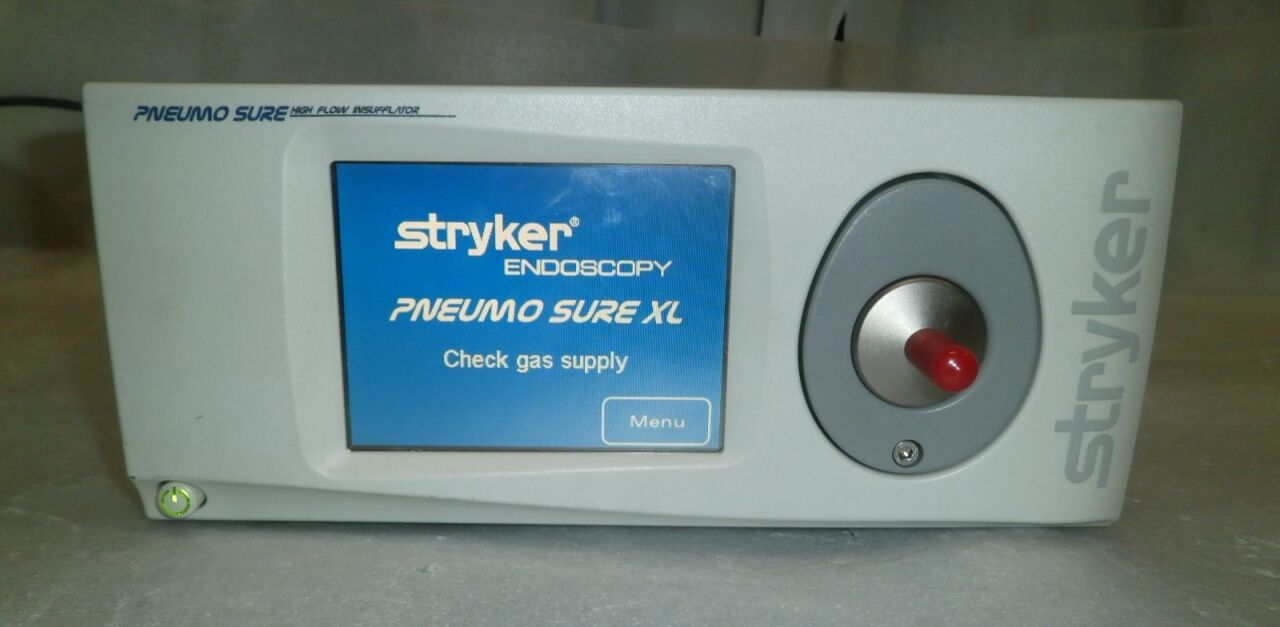 PNEUMO SURE HIGH FLOW INSUFFLATOR
stryker®
ENDOSCOPY
PNEUMO SURE XL
Check gas supply
Menu
stryker